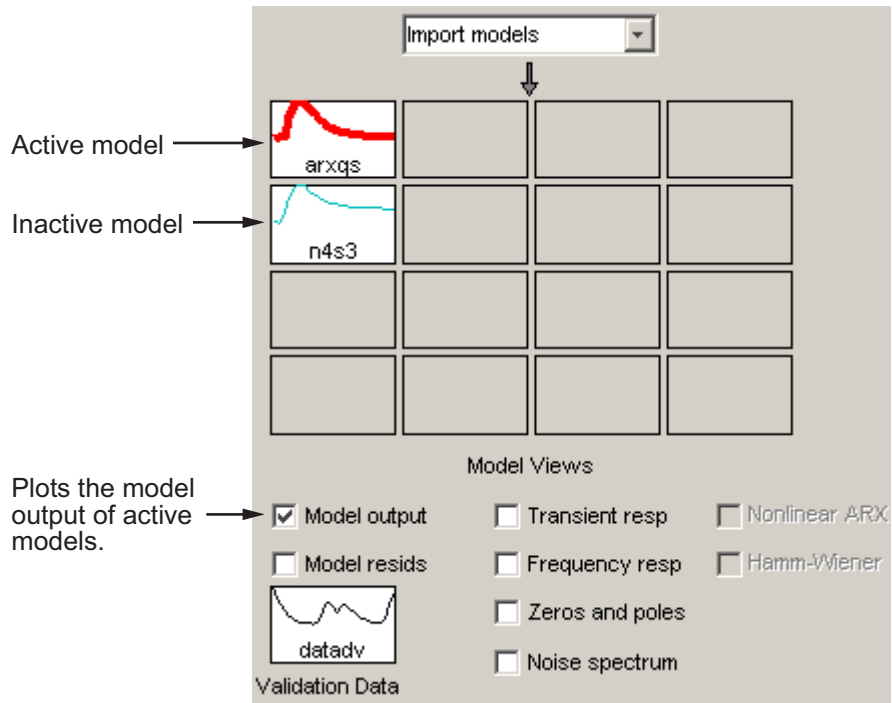 Import models
Active model
arxqs
Inactive model
n4s3
Model Views
Plots the model
output of active
models.
Model output
Transient resp
Nonlinear ARX
Model resids
Frequency resp
Hamm-Wiener
Zeros and poles
datadv
Noise spectrum
Validation Data